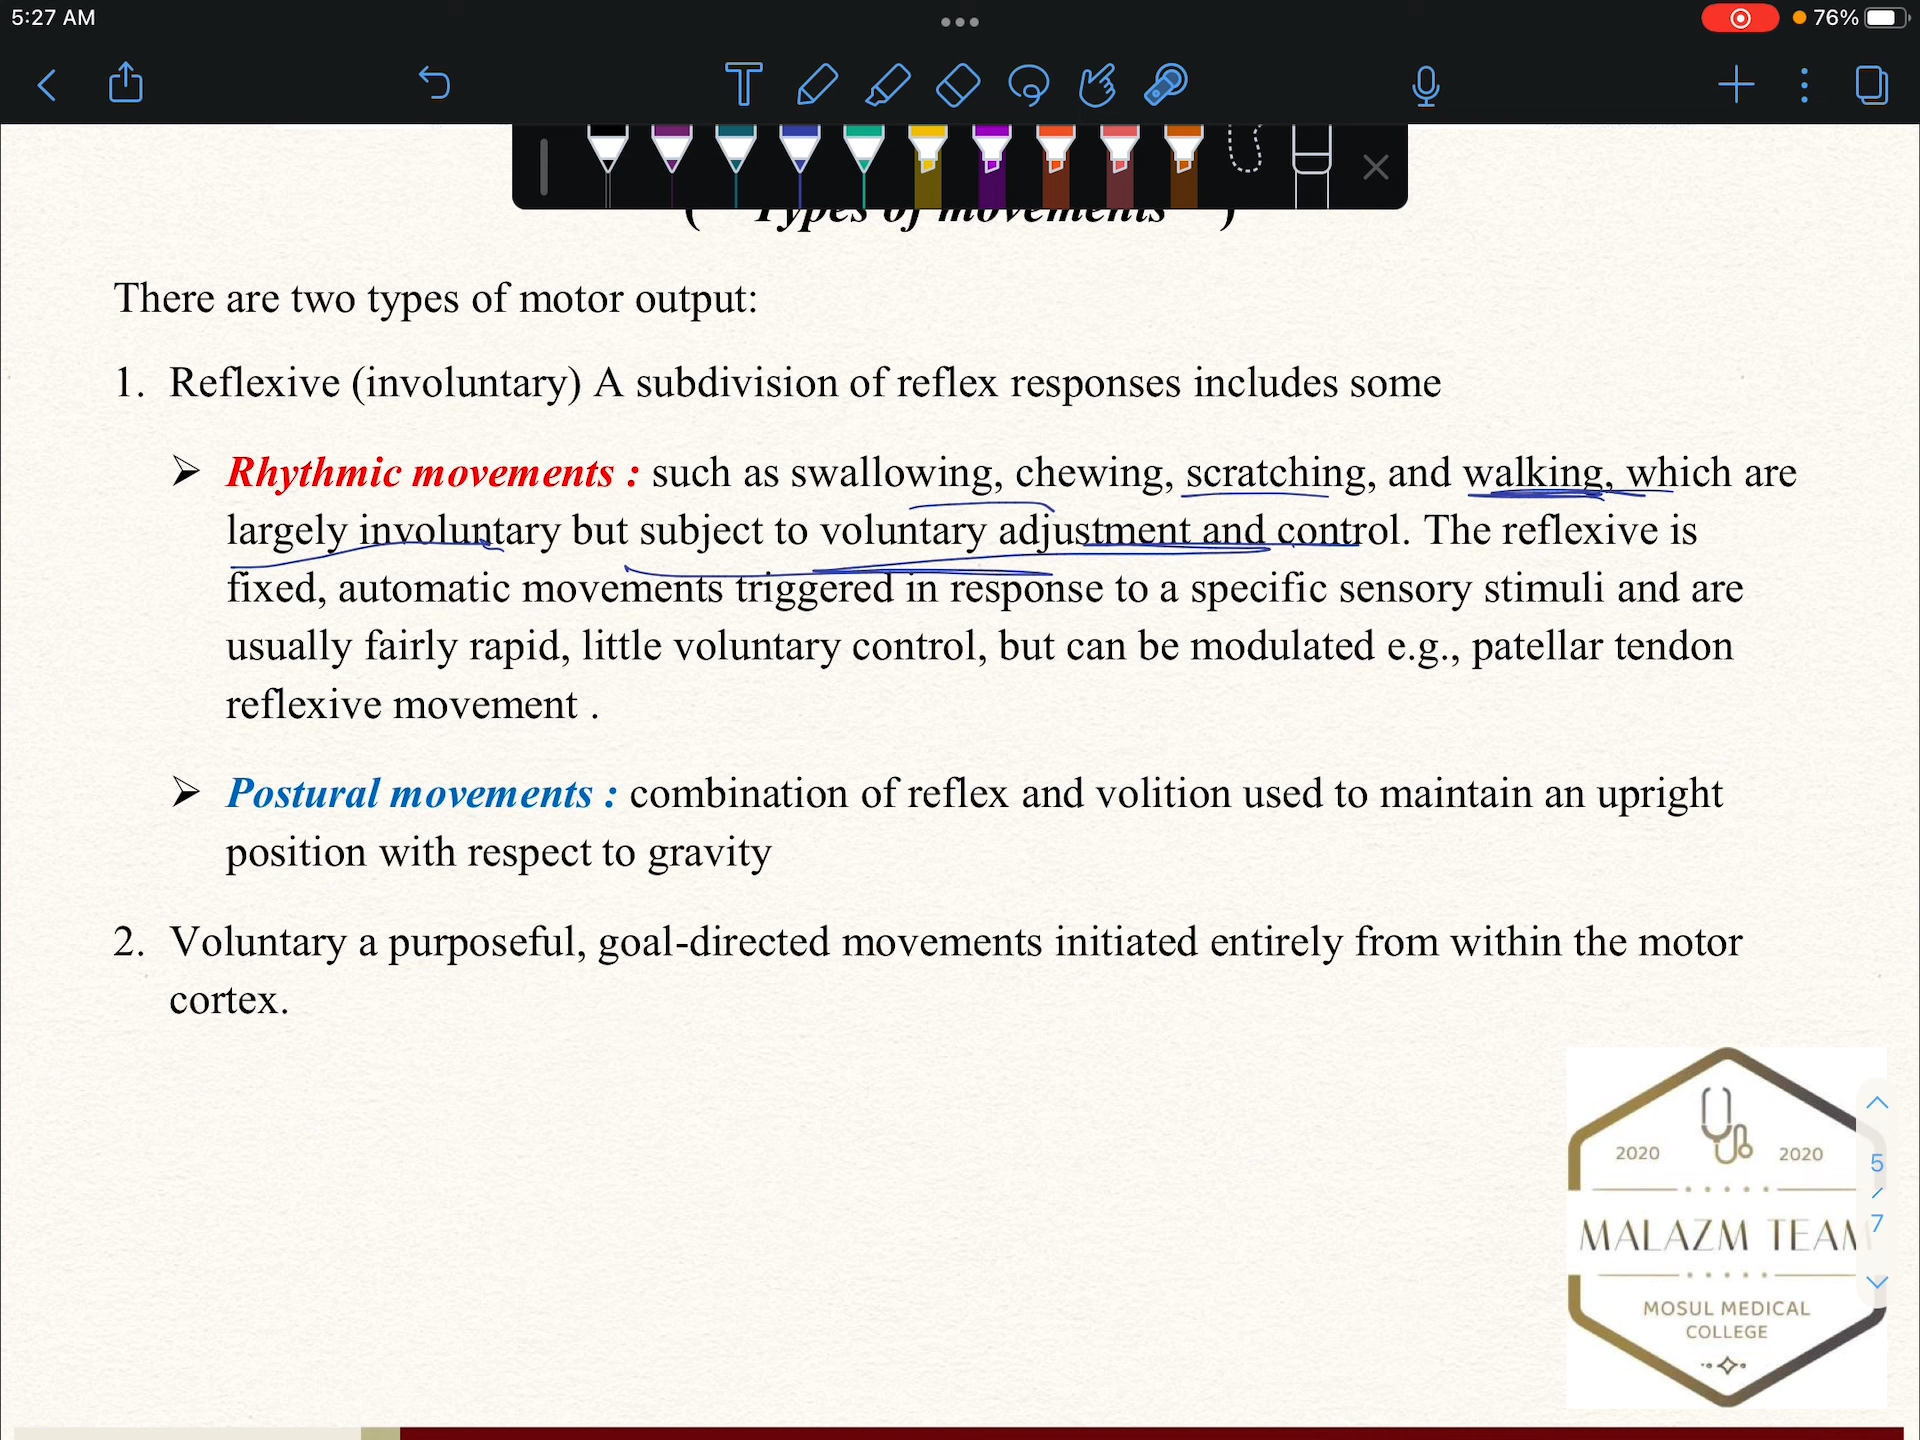 5:27 AM
76%
( Types of movements )
There are two types of motor output:
1. Reflexive (involuntary) A subdivision of reflex responses includes some
➢ Rhythmic movements : such as swallowing, chewing, scratching, and walking, which are
largely involuntary but subject to voluntary adjustment and control. The reflexive is
fixed, automatic movements triggered in response to a specific sensory stimuli and are
usually fairly rapid, little voluntary control, but can be modulated e.g., patellar tendon
reflexive movement .
➢ Postural movements : combination of reflex and volition used to maintain an upright
position with respect to gravity
2. Voluntary a purposeful, goal-directed movements initiated entirely from within the motor
cortex.
2020 2020
MALAZM TEAM
MOSUL MEDICAL
COLLEGE
5
/
7